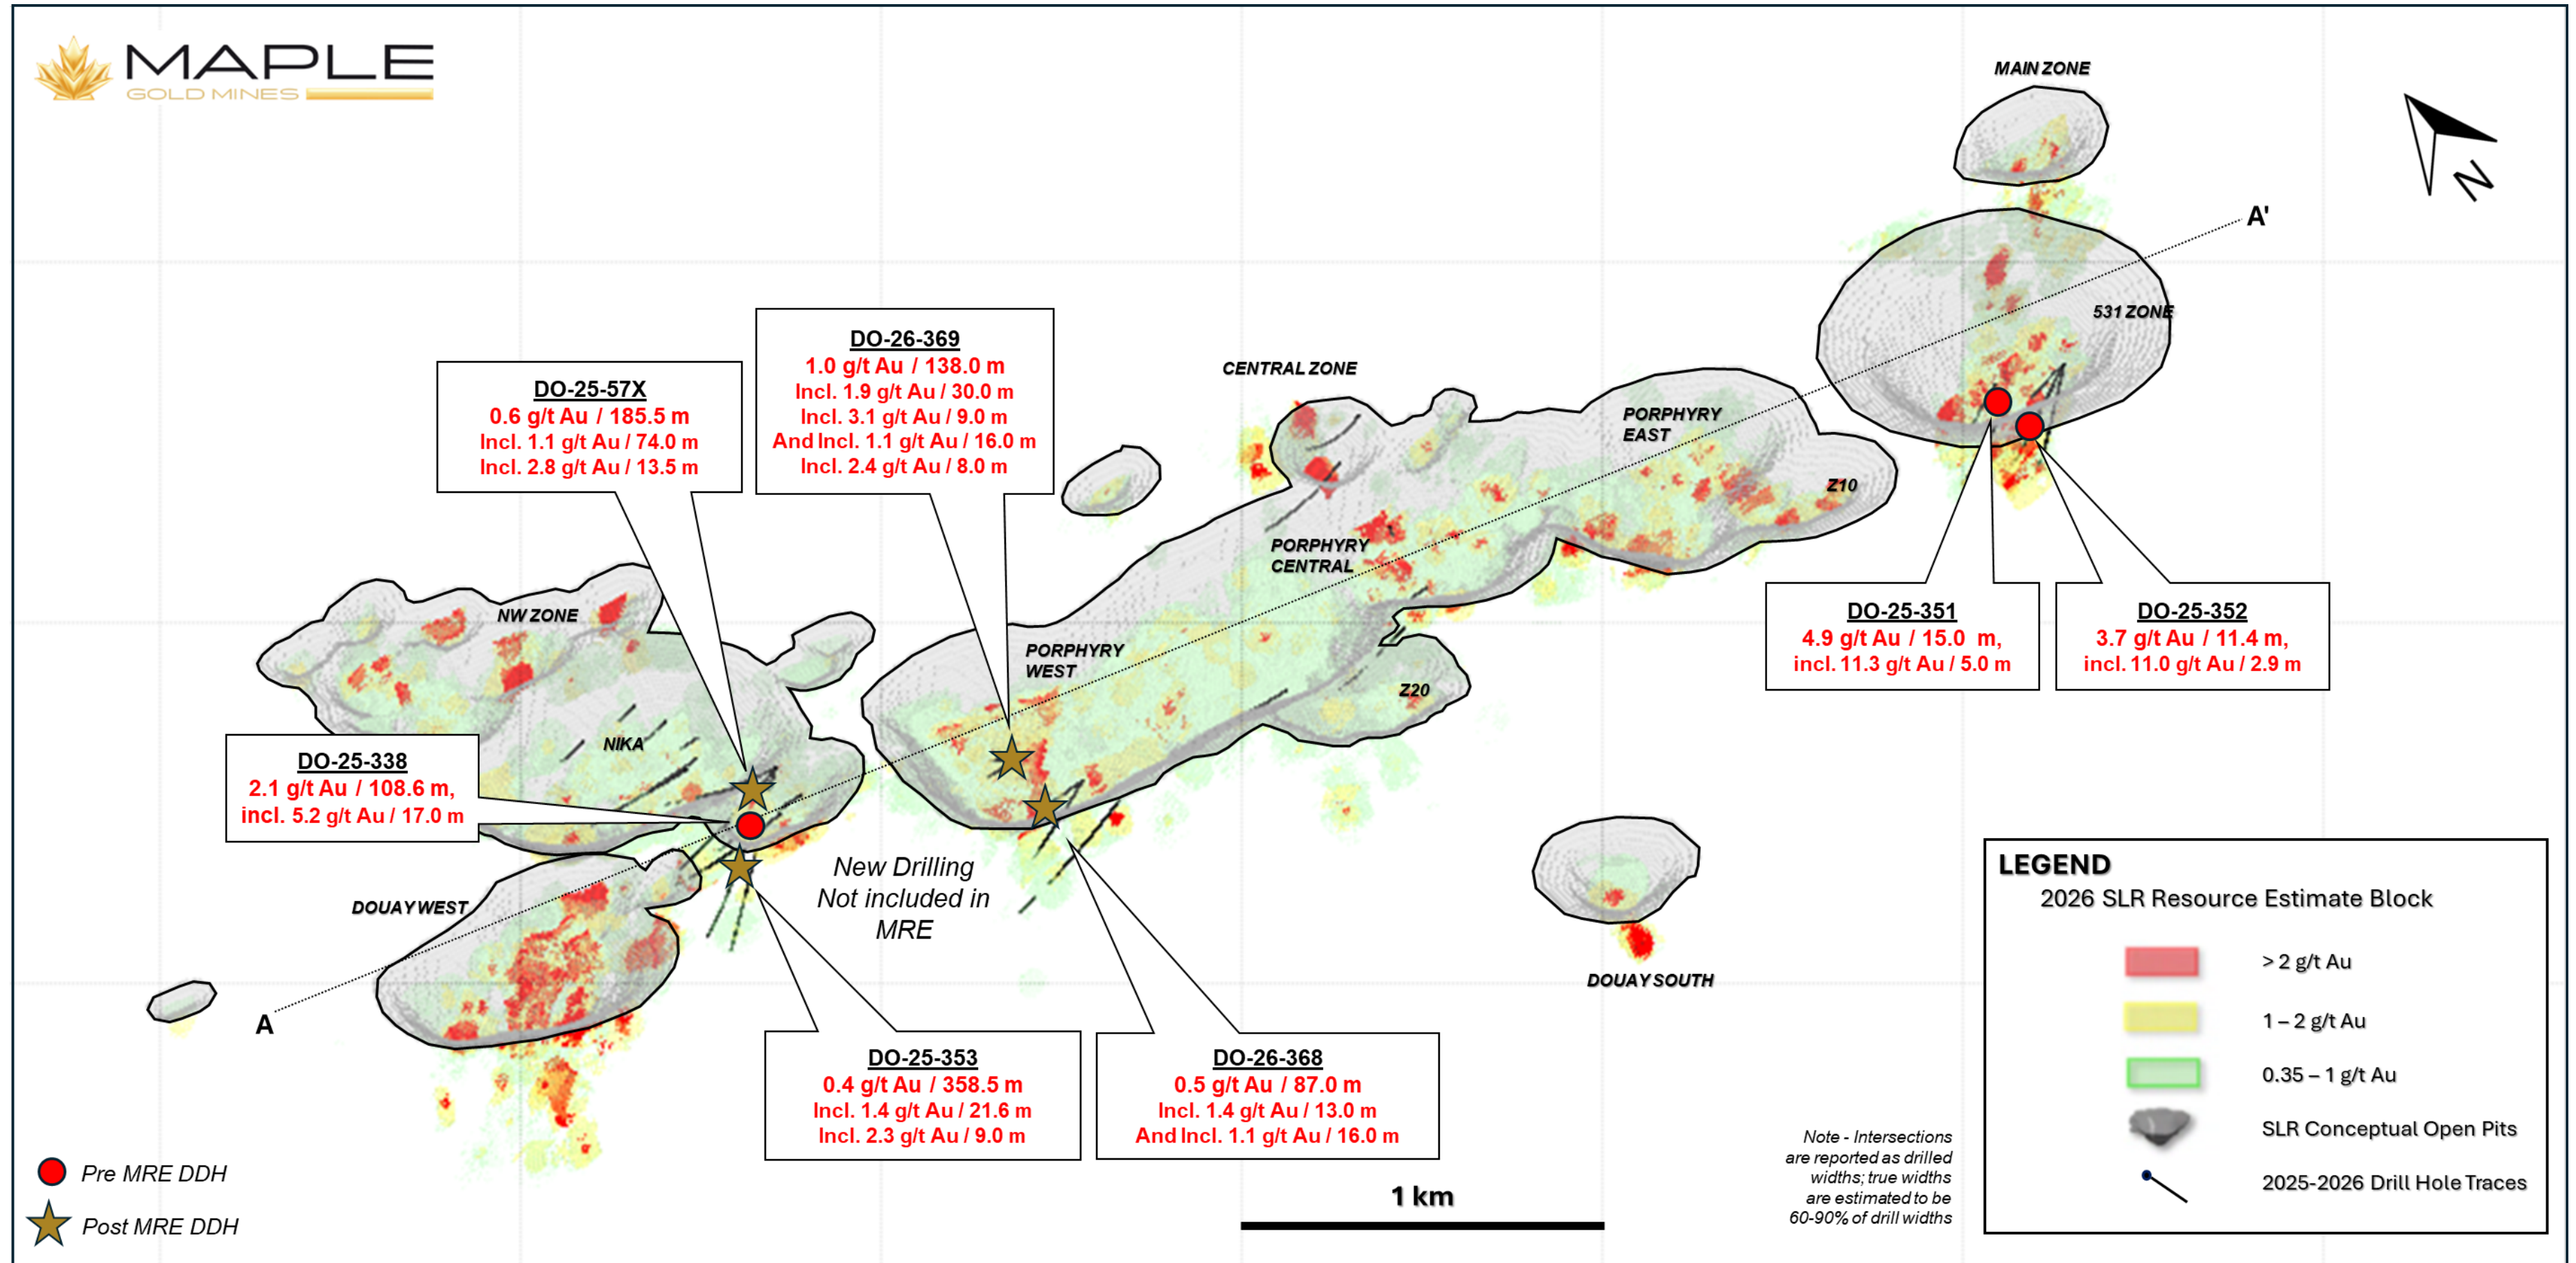 MAPLE
GOLD MINES
MAIN ZONE
N
A'
531 ZONE
DO-26-369
1.0 g/t Au / 138.0 m
Incl. 1.9 g/t Au / 30.0 m
Incl. 3.1 g/t Au / 9.0 m
And Incl. 1.1 g/t Au / 16.0 m
Incl. 2.4 g/t Au / 8.0 m
DO-25-57X
0.6 g/t Au / 185.5 m
Incl. 1.1 g/t Au / 74.0 m
Incl. 2.8 g/t Au / 13.5 m
CENTRAL ZONE
PORPHYRY
EAST
Z10
PORPHYRY
CENTRAL
NW ZONE
PORPHYRY
WEST
Z20
DO-25-351
4.9 g/t Au / 15.0 m,
incl. 11.3 g/t Au / 5.0 m
DO-25-352
3.7 g/t Au / 11.4 m,
incl. 11.0 g/t Au / 2.9 m
NIKA
DO-25-338
2.1 g/t Au / 108.6 m,
incl. 5.2 g/t Au / 17.0 m
New Drilling
Not included in
MRE
DOUAY WEST
A
DOUAY SOUTH
DO-25-353
0.4 g/t Au / 358.5 m
Incl. 1.4 g/t Au / 21.6 m
Incl. 2.3 g/t Au / 9.0 m
DO-26-368
0.5 g/t Au / 87.0 m
Incl. 1.4 g/t Au / 13.0 m
And Incl. 1.1 g/t Au / 16.0 m
LEGEND
2026 SLR Resource Estimate Block
> 2 g/t Au
1 – 2 g/t Au
0.35 – 1 g/t Au
SLR Conceptual Open Pits
2025-2026 Drill Hole Traces
Pre MRE DDH
Post MRE DDH
1 km
Note - Intersections
are reported as drilled
widths; true widths
are estimated to be
60-90% of drill widths